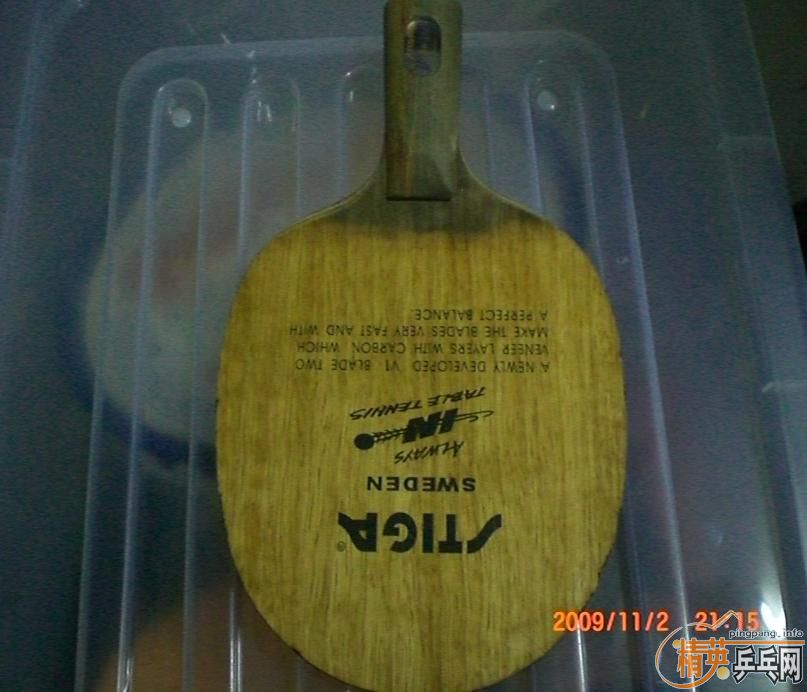 STIGA®
SWEDEN
ALWAYS
IN
TABLE TENNIS
A NEWLY DEVELOPED V1 BLADE TWO
VENEER LAYERS WITH CARBON WHICH
MAKE THE BLADES VERY FAST AND WITH
A PERFECT BALANCE.
2009/11/2 21:15
pingpang.info
精英乒乓网